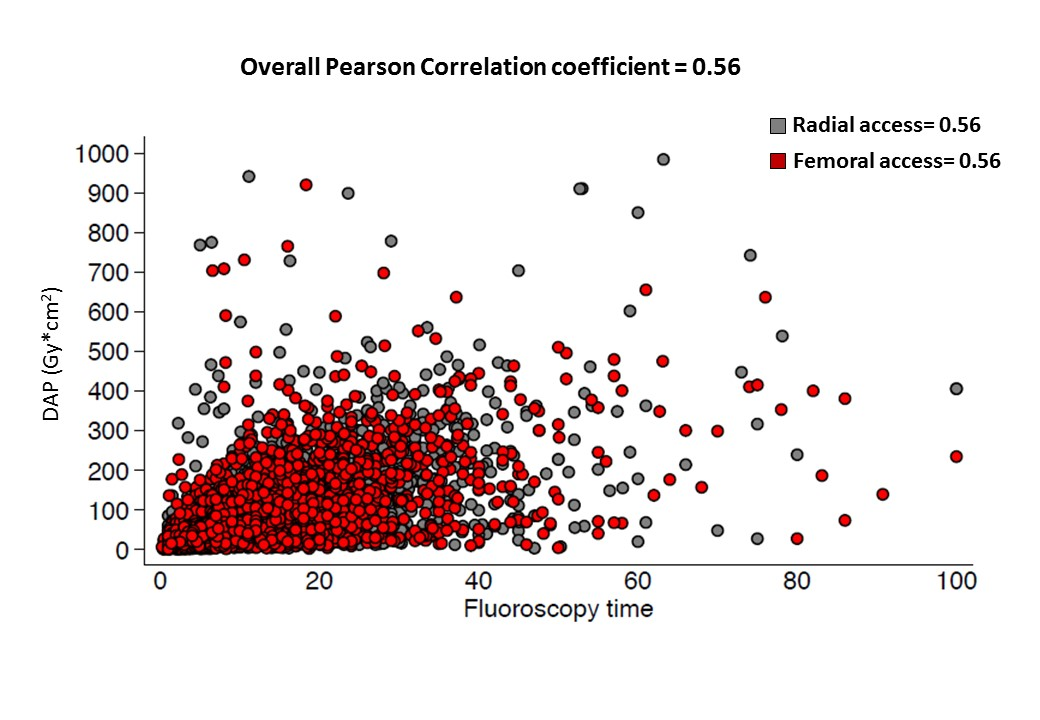 Overall Pearson Correlation coefficient = 0.56
Radial access= 0.56
Femoral access= 0.56
1000
900
800
700
600
500
400
300
200
100
0
DAP (Gy*cm²)
0 20 40 60 80 100
Fluoroscopy time